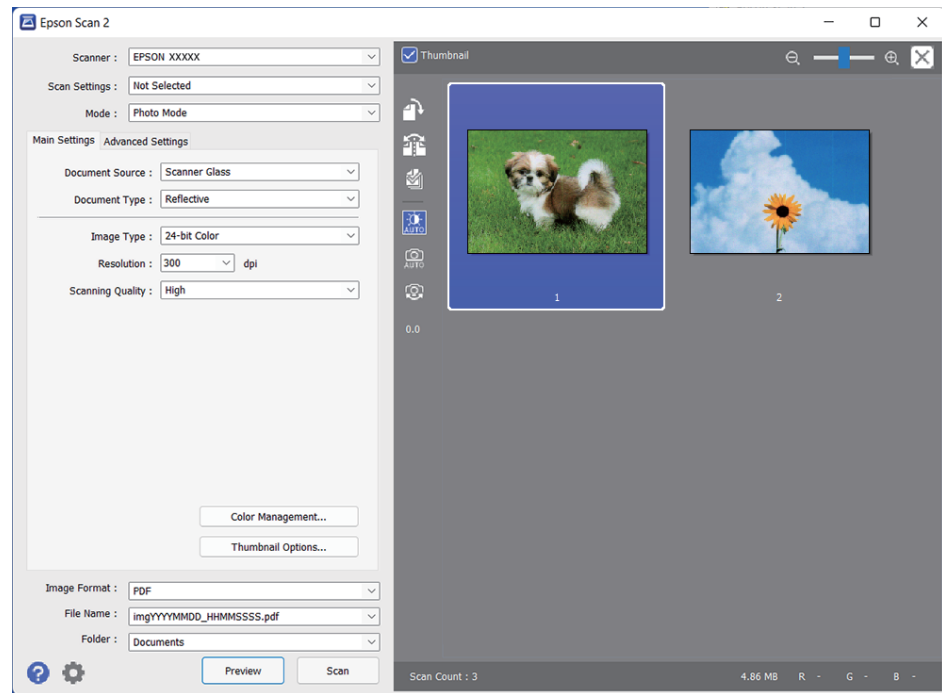 Epson Scan 2
Scanner : EPSON XXXXX
Scan Settings : Not Selected
Mode : Photo Mode
Main Settings Advanced Settings
Document Source : Scanner Glass
Document Type : Reflective
Image Type : 24-bit Color
Resolution : 300 dpi
Scanning Quality : High
Color Management...
Thumbnail Options...
Image Format : PDF
File Name : imgYYYYMMDD_HHMMSSSS.pdf
Folder : Documents
? Preview Scan
Thumbnail
AUTO
AUTO
0.0
1 2
Scan Count : 3 4.86 MB R - G - B -